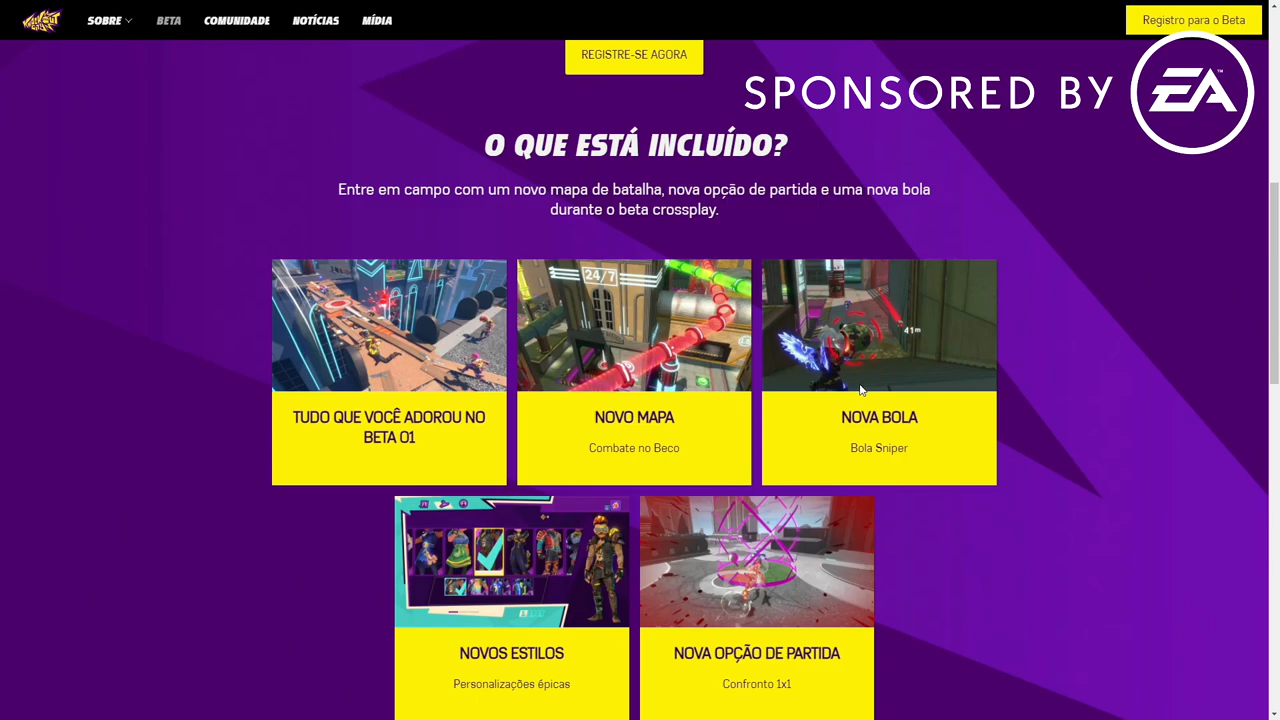 KNOCKOUT CITY
SOBRE
BETA
COMUNIDADE
NOTÍCIAS
MÍDIA
Registro para o Beta
REGISTRE-SE AGORA
SPONSORED BY EA™
O QUE ESTÁ INCLUÍDO?
Entre em campo com um novo mapa de batalha, nova opção de partida e uma nova bola
durante o beta crossplay.
24/7
41m
TUDO QUE VOCÊ ADOROU NO
BETA 01
NOVO MAPA
Combate no Beco
NOVA BOLA
Bola Sniper
NOVOS ESTILOS
Personalizações épicas
NOVA OPÇÃO DE PARTIDA
Confronto 1x1